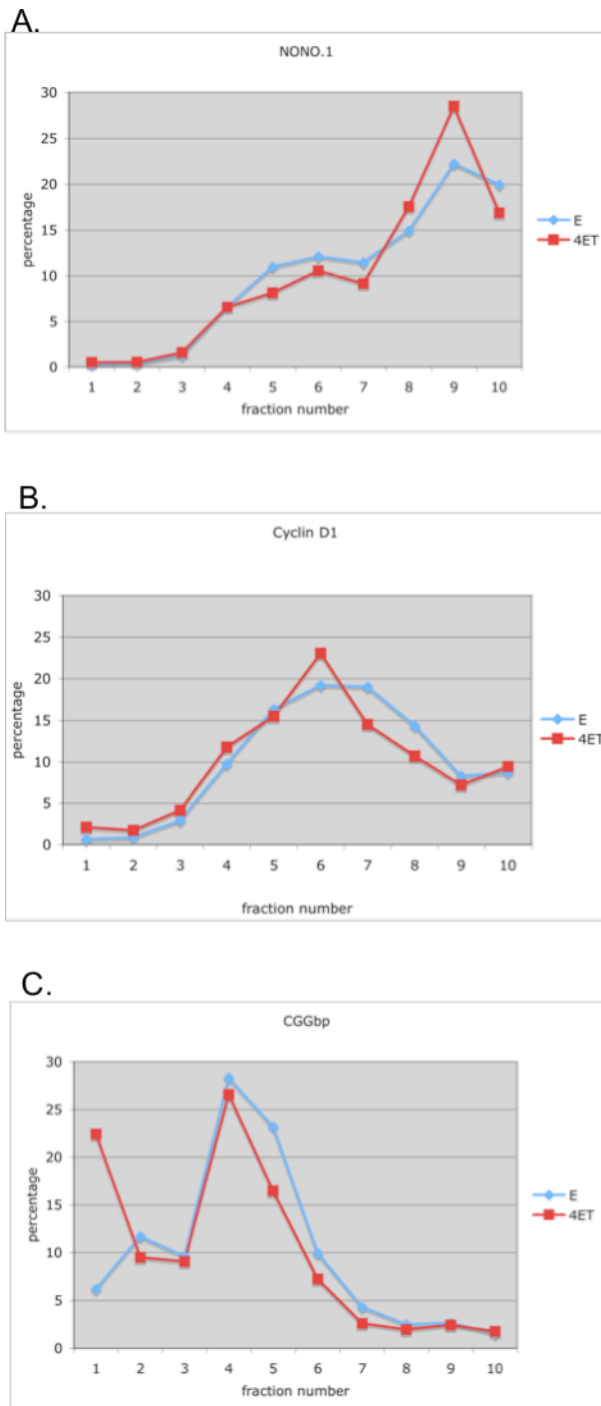 A.
NONO.1
30
25
20
15
10
5
0
percentage
1 2 3 4 5 6 7 8 9 10
fraction number
E
4ET
B.
Cyclin D1
30
25
20
15
10
5
0
percentage
1 2 3 4 5 6 7 8 9 10
fraction number
E
4ET
C.
CGGbp
30
25
20
15
10
5
0
percentage
1 2 3 4 5 6 7 8 9 10
fraction number
E
4ET